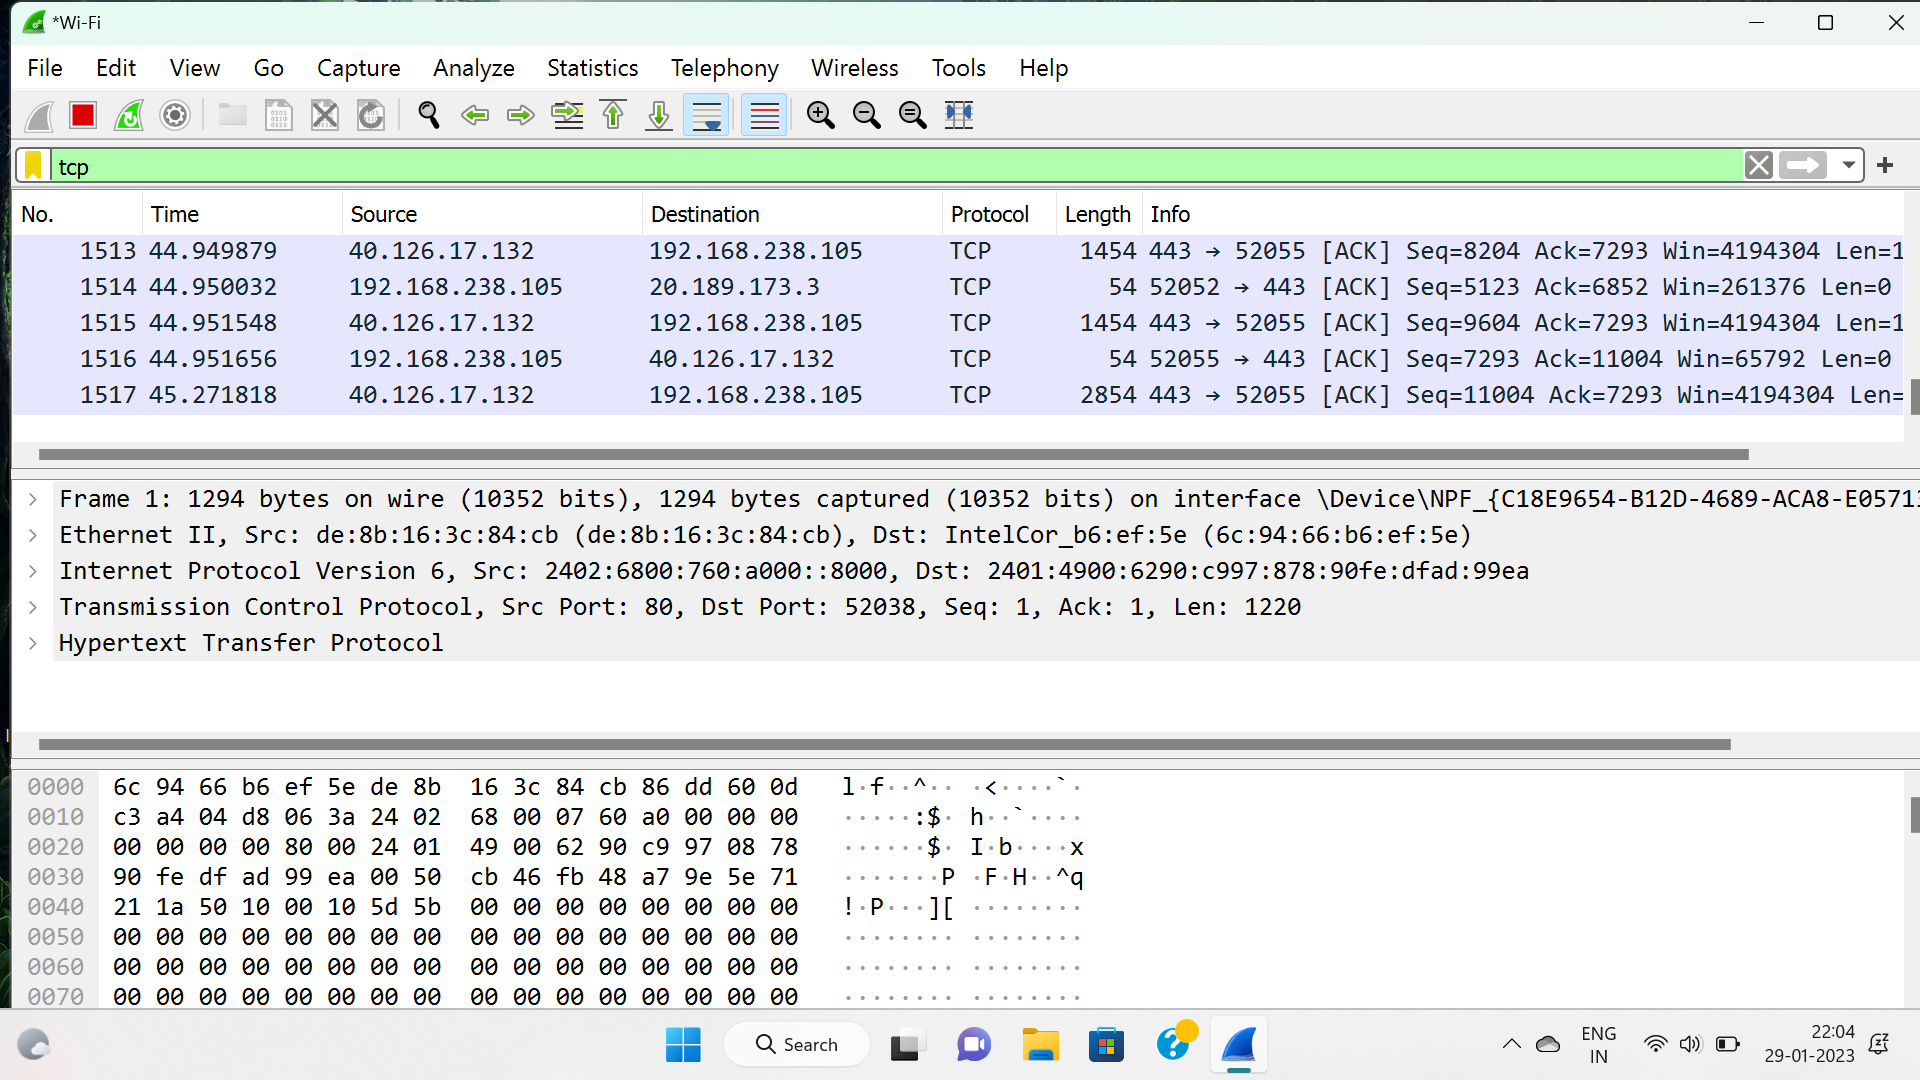 *Wi-Fi
File Edit View Go Capture Analyze Statistics Telephony Wireless Tools Help
tcp
No. Time Source Destination Protocol Length Info
1513 44.949879 40.126.17.132 192.168.238.105 TCP 1454 443 → 52055 [ACK] Seq=8204 Ack=7293 Win=4194304 Len=1
1514 44.950032 192.168.238.105 20.189.173.3 TCP 54 52052 → 443 [ACK] Seq=5123 Ack=6852 Win=261376 Len=0
1515 44.951548 40.126.17.132 192.168.238.105 TCP 1454 443 → 52055 [ACK] Seq=9604 Ack=7293 Win=4194304 Len=1
1516 44.951656 192.168.238.105 40.126.17.132 TCP 54 52055 → 443 [ACK] Seq=7293 Ack=11004 Win=65792 Len=0
1517 45.271818 40.126.17.132 192.168.238.105 TCP 2854 443 → 52055 [ACK] Seq=11004 Ack=7293 Win=4194304 Len=
Frame 1: 1294 bytes on wire (10352 bits), 1294 bytes captured (10352 bits) on interface \Device\NPF_{C18E9654-B12D-4689-ACA8-E0571
Ethernet II, Src: de:8b:16:3c:84:cb (de:8b:16:3c:84:cb), Dst: IntelCor_b6:ef:5e (6c:94:66:b6:ef:5e)
Internet Protocol Version 6, Src: 2402:6800:760:a000::8000, Dst: 2401:4900:6290:c997:878:90fe:dfad:99ea
Transmission Control Protocol, Src Port: 80, Dst Port: 52038, Seq: 1, Ack: 1, Len: 1220
Hypertext Transfer Protocol
0000 6c 94 66 b6 ef 5e de 8b 16 3c 84 cb 86 dd 60 0d l·f··^·· ·<····`·
0010 c3 a4 04 d8 06 3a 24 02 68 00 07 60 a0 00 00 00 ·····:$· h··`····
0020 00 00 00 00 80 00 24 01 49 00 62 90 c9 97 08 78 ······$· I·b····x
0030 90 fe df ad 99 ea 00 50 cb 46 fb 48 a7 9e 5e 71 ·······P ·F·H··^q
0040 21 1a 50 10 00 10 5d 5b 00 00 00 00 00 00 00 00 !·P···][ ········
0050 00 00 00 00 00 00 00 00 00 00 00 00 00 00 00 00 ········ ········
0060 00 00 00 00 00 00 00 00 00 00 00 00 00 00 00 00 ········ ········
0070 00 00 00 00 00 00 00 00 00 00 00 00 00 00 00 00 ········ ········
Search
ENG
IN
22:04
29-01-2023